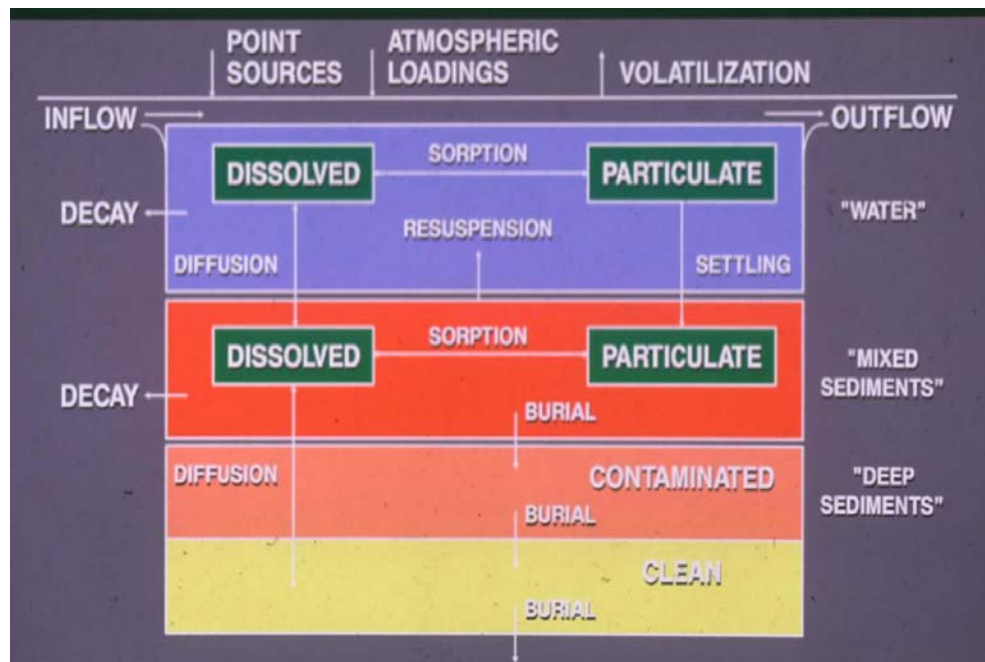 POINT
SOURCES
ATMOSPHERIC
LOADINGS
VOLATILIZATION
INFLOW
OUTFLOW
SORPTION
DISSOLVED
PARTICULATE
DECAY
RESUSPENSION
"WATER"
DIFFUSION
SETTLING
SORPTION
DISSOLVED
PARTICULATE
"MIXED
SEDIMENTS"
DECAY
BURIAL
DIFFUSION
CONTAMINATED
"DEEP
SEDIMENTS"
BURIAL
CLEAN
BURIAL